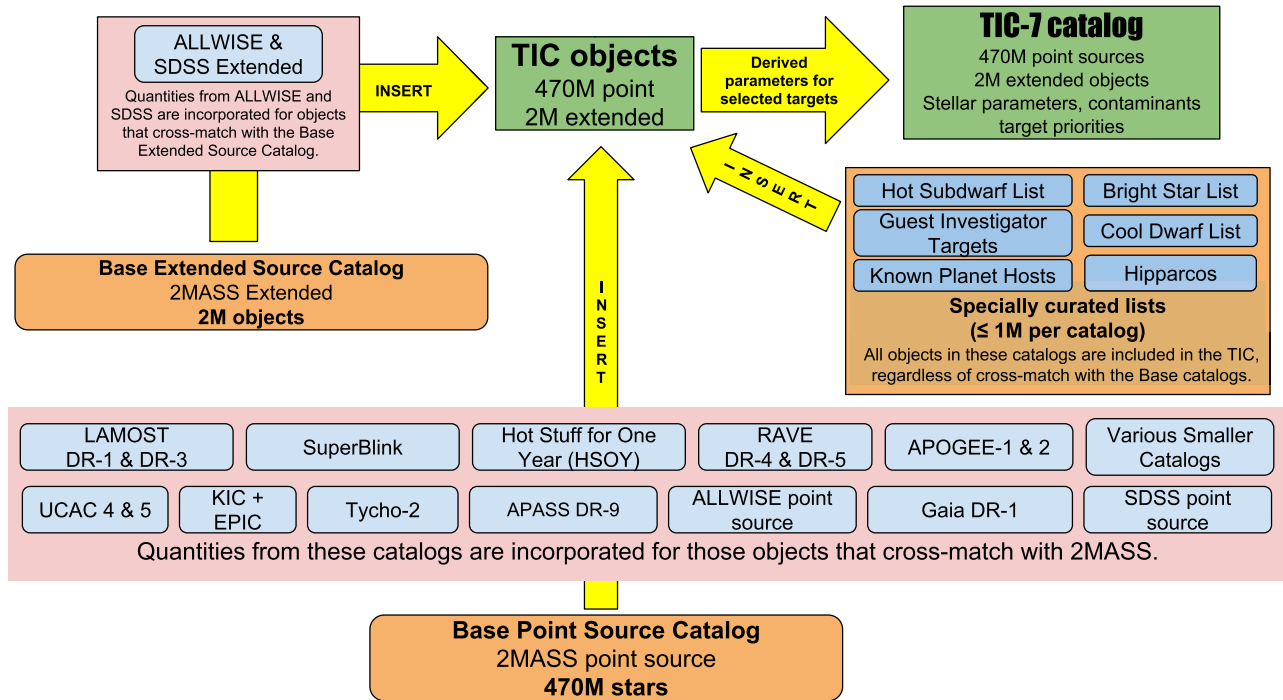 ALLWISE &
SDSS Extended
Quantities from ALLWISE and
SDSS are incorporated for objects
that cross-match with the Base
Extended Source Catalog.
INSERT
TIC objects
470M point
2M extended
Derived
parameters for
selected targets
TIC-7 catalog
470M point sources
2M extended objects
Stellar parameters, contaminants
target priorities
INSERT
Hot Subdwarf List
Bright Star List
Guest Investigator
Targets
Cool Dwarf List
Known Planet Hosts
Hipparcos
Specially curated lists
(≤ 1M per catalog)
All objects in these catalogs are included in the TIC,
regardless of cross-match with the Base catalogs.
Base Extended Source Catalog
2MASS Extended
2M objects
INSERT
LAMOST
DR-1 & DR-3
SuperBlink
Hot Stuff for One
Year (HSOY)
RAVE
DR-4 & DR-5
APOGEE-1 & 2
Various Smaller
Catalogs
UCAC 4 & 5
KIC +
EPIC
Tycho-2
APASS DR-9
ALLWISE point
source
Gaia DR-1
SDSS point
source
Quantities from these catalogs are incorporated for those objects that cross-match with 2MASS.
Base Point Source Catalog
2MASS point source
470M stars